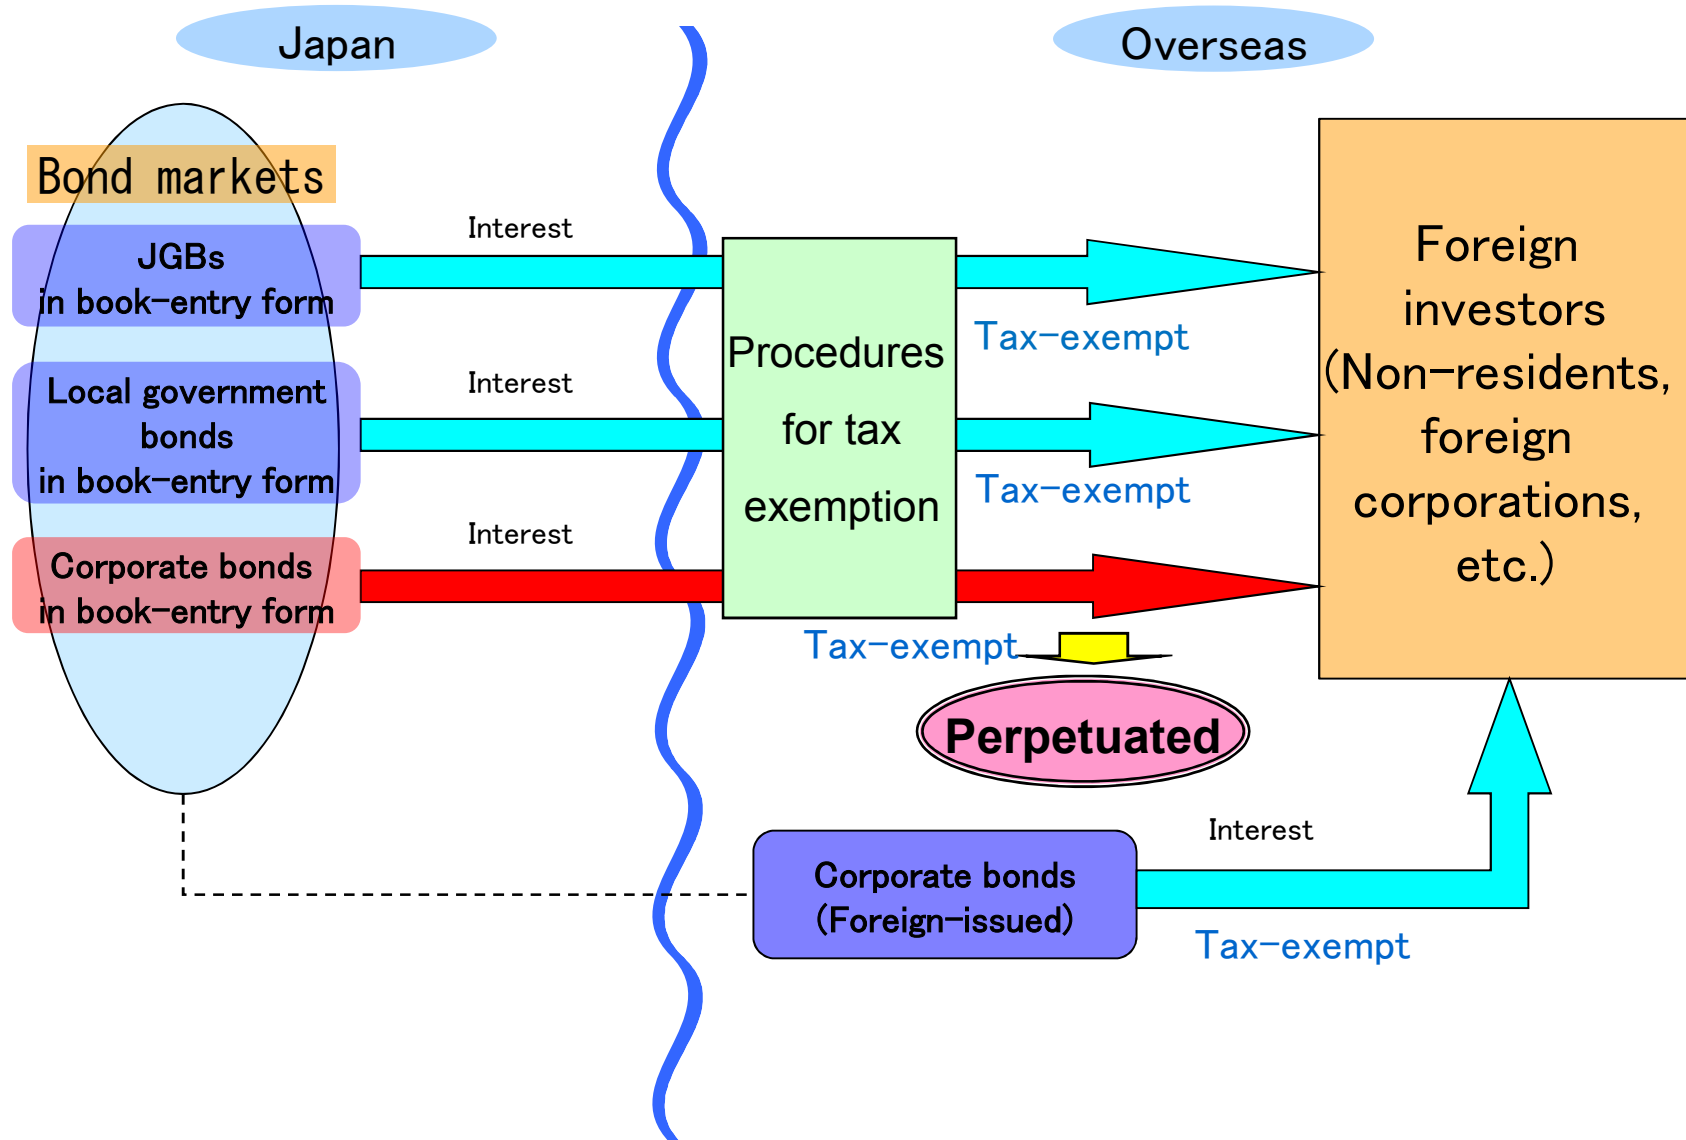 Japan
Overseas
Bond markets
JGBs
in book-entry form
Interest
Tax-exempt
Local government
bonds
in book-entry form
Interest
Tax-exempt
Corporate bonds
in book-entry form
Interest
Tax-exempt
Procedures
for tax
exemption
Foreign
investors
(Non-residents,
foreign
corporations,
etc.)
Perpetuated
Corporate bonds
(Foreign-issued)
Interest
Tax-exempt